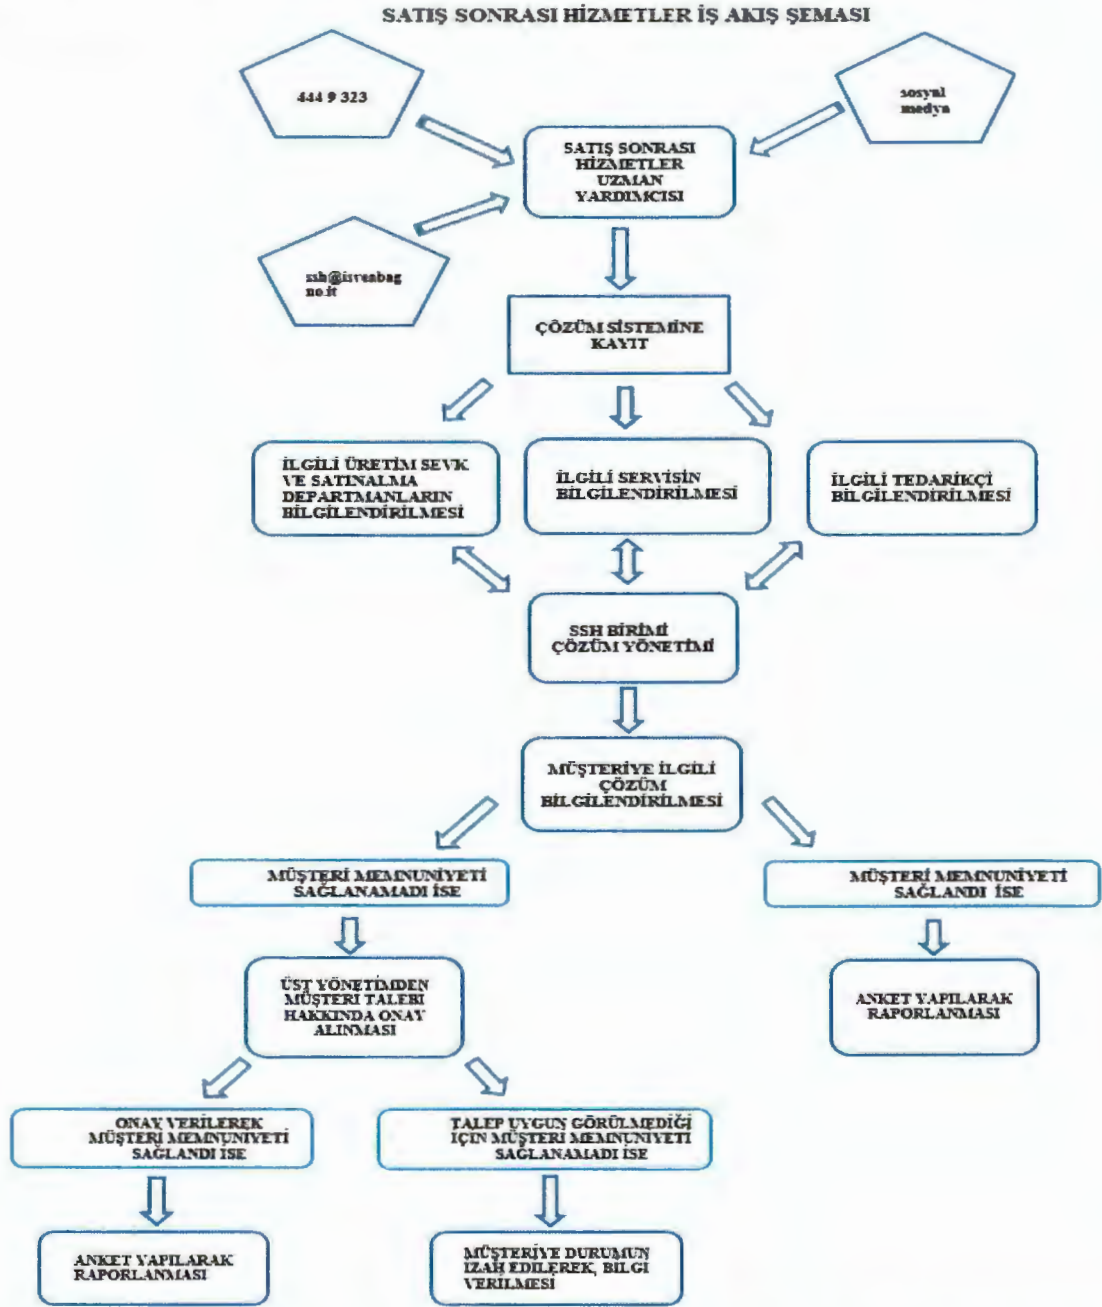 SATIŞ SONRASI HİZMETLER İŞ AKIŞ ŞEMASI
444 9 323
sosyal
medya
SATIŞ SONRASI
HİZMETLER
UZMAN
YARDIMCISI
ssh@isvenbag
no.it
ÇÖZÜM SİSTEMİNE
KAYIT
İLGİLİ ÜRETİM SEVK
VE SATINALMA
DEPARTMANLARIN
BİLGİLENDİRİLMESİ
İLGİLİ SERVİSİN
BİLGİLENDİRİLMESİ
İLGİLİ TEDARİKÇİ
BİLGİLENDİRİLMESİ
SSH BİRİMİ
ÇÖZÜM YÖNETİMİ
MÜŞTERİYE İLGİLİ
ÇÖZÜM
BİLGİLENDİRİLMESİ
MÜŞTERİ MEMNUNİYETİ
SAĞLANAMADI İSE
MÜŞTERİ MEMNUNİYETİ
SAĞLANDI İSE
ÜST YÖNETİMDEN
MÜŞTERİ TALEBI
HAKKINDA ONAY
ALINMASI
ANKET YAPILARAK
RAPORLANMASI
ONAY VERİLEREK
MÜŞTERİ MEMNUNİYETİ
SAĞLANDI İSE
TALEP UYGUN GÖRÜLMEDİĞİ
İÇİN MÜŞTERİ MEMNUNİYETİ
SAĞLANAMADI İSE
ANKET YAPILARAK
RAPORLANMASI
MÜŞTERİYE DURUMUN
İZAH EDİLEREK, BİLGİ
VERİLMESİ